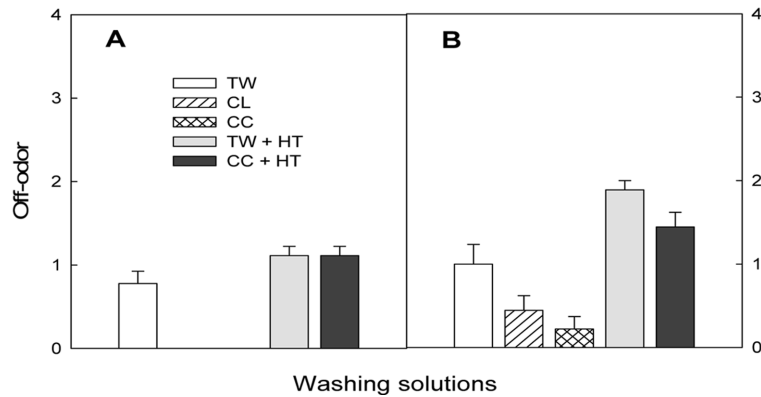 4
3
2
1
0
Off-odor
A
TW
CL
CC
TW + HT
CC + HT
B
4
3
2
1
0
Washing solutions